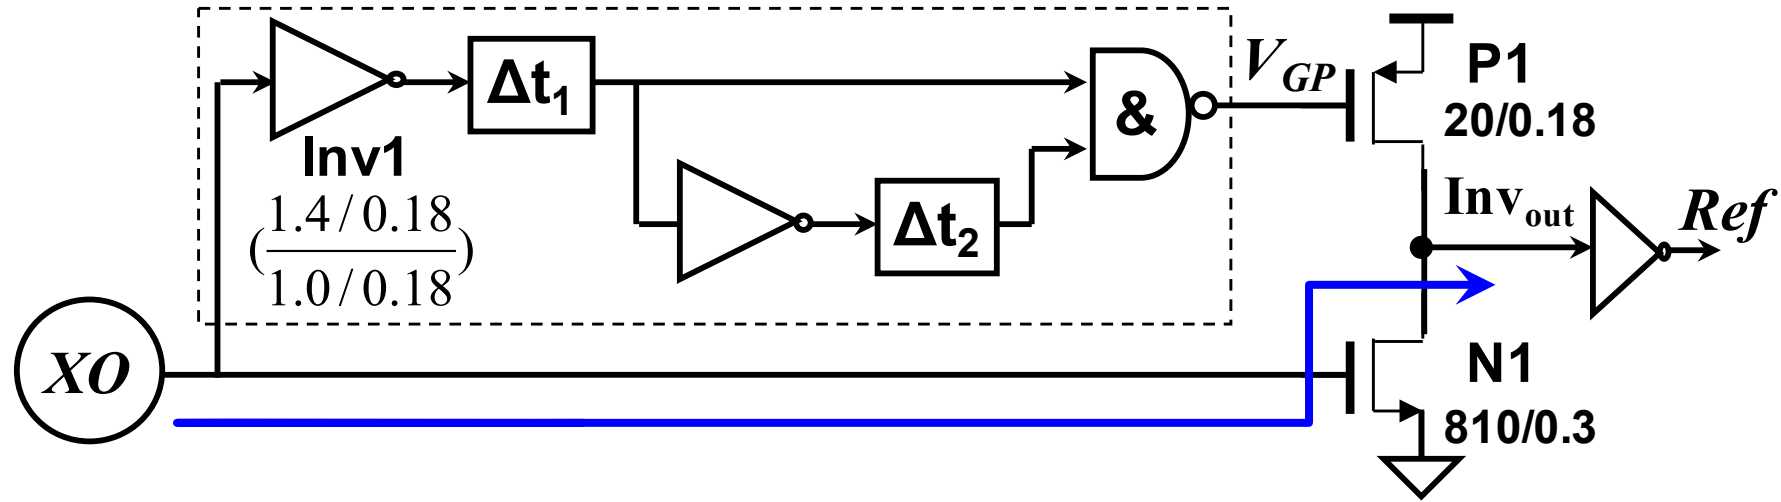 Inv1
(1.4/0.18
1.0/0.18)
Δt₁
Δt₂
&
V_GP
P1
20/0.18
Inv_out
Ref
XO
N1
810/0.3